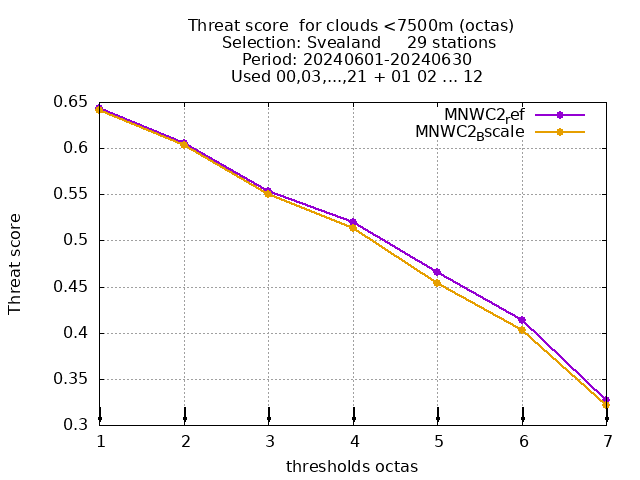 Threat score  for clouds <7500m (octas)
Selection: Svealand     29 stations
Period: 20240601-20240630
Used 00,03,...,21 + 01 02 ... 12
MNWC2_ref
MNWC2_Bscale
0.65
0.6
0.55
0.5
0.45
0.4
0.35
0.3
Threat score
1 2 3 4 5 6 7
thresholds octas